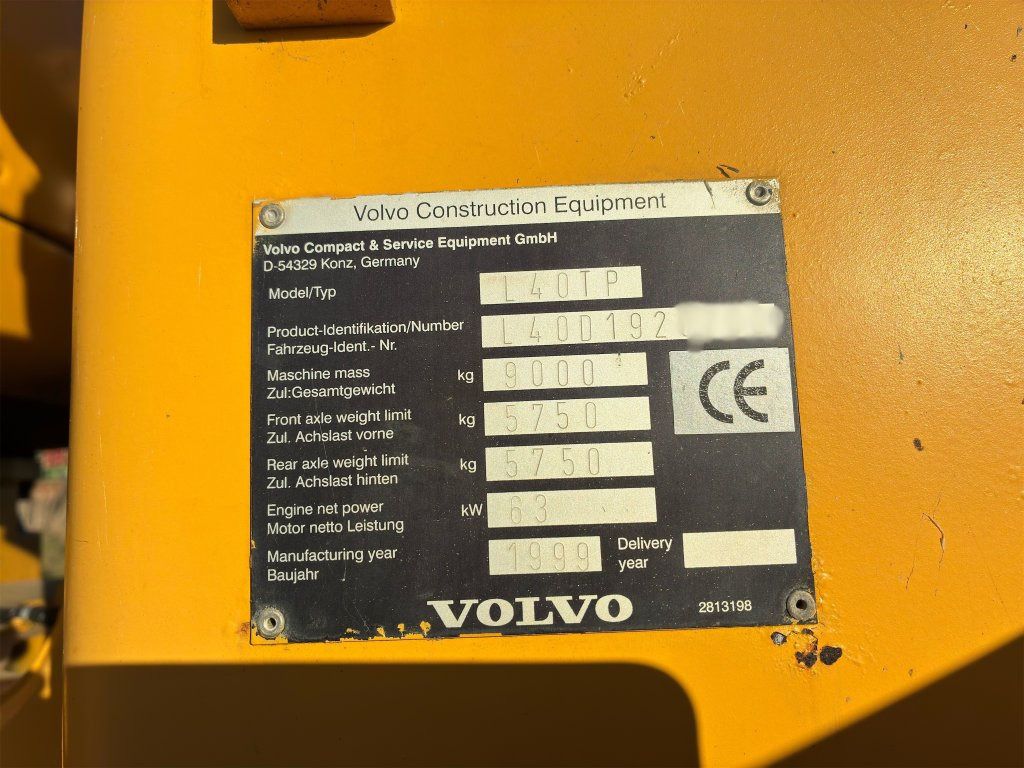 Volvo Construction Equipment
Volvo Compact & Service Equipment GmbH
D-54329 Konz, Germany
Model/Typ L40TP
Product-Identifikation/Number L40D192
Fahrzeug-Ident.- Nr.
Maschine mass kg 9000
Zul:Gesamtgewicht
Front axle weight limit kg 5750
Zul. Achslast vorne
Rear axle weight limit kg 5750
Zul. Achslast hinten
Engine net power kW 63
Motor netto Leistung
Manufacturing year 1999 Delivery
Baujahr year
CE
VOLVO 2813198